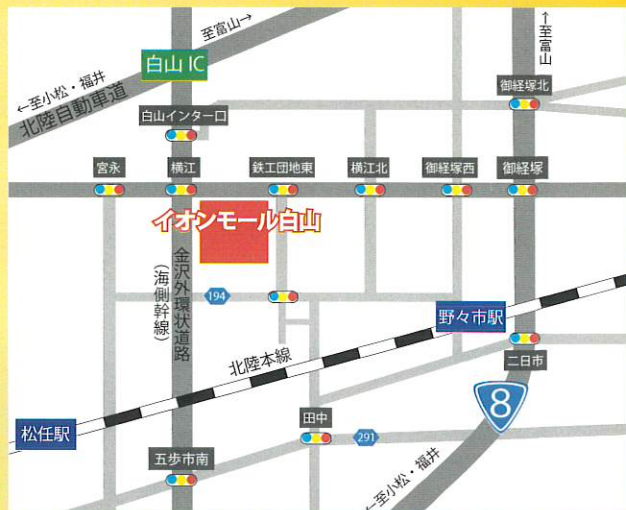 至富山→
↑至富山
白山 IC
←至小松・福井
北陸自動車道
御経塚北
白山インター口
宮永
横江
鉄工団地東
横江北
御経塚西
御経塚
イオンモール白山
金沢外環状道路
(海側幹線)
194
野々市駅
北陸本線
二日市
8
松任駅
田中
291
五歩市南
←至小松・福井